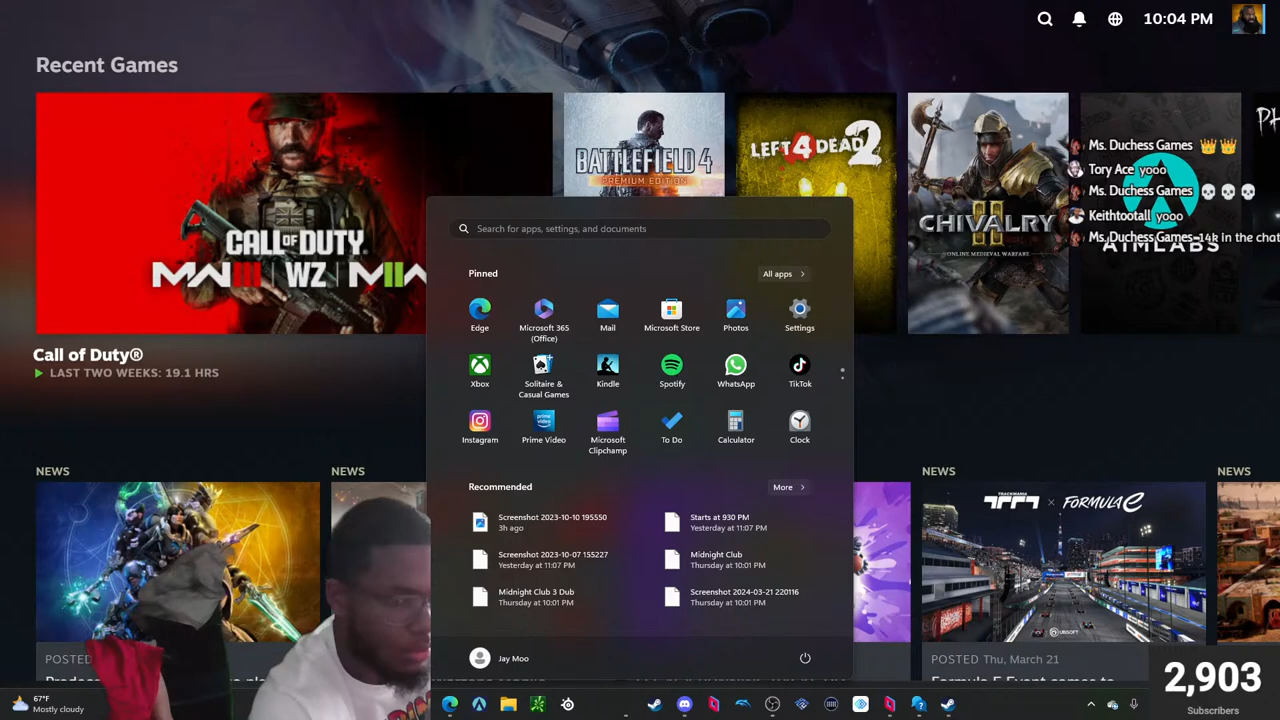 10:04 PM
Recent Games
CALL OF DUTY
MWIII | WZ | MWII
BATTLEFIELD 4
PREMIUM EDITION
LEFT 4 DEAD 2
CHIVALRY
II
ONLINE MEDIEVAL WARFARE
AIMLABS
PH
Ms. Duchess Games 👑👑
Tory Ace yooo
Ms. Duchess Games 💀💀💀
Keithtootall yooo
Ms. Duchess Games 14k in the chat
Call of Duty®
LAST TWO WEEKS: 19.1 HRS
Search for apps, settings, and documents
Pinned
All apps
Edge
Microsoft 365
(Office)
Mail
Microsoft Store
Photos
Settings
Xbox
Solitaire &
Casual Games
Kindle
Spotify
WhatsApp
TikTok
Instagram
prime video
Prime Video
Microsoft
Clipchamp
To Do
Calculator
Clock
Recommended
More
Screenshot 2023-10-10 195550
3h ago
Starts at 930 PM
Yesterday at 11:07 PM
Screenshot 2023-10-07 155227
Yesterday at 11:07 PM
Midnight Club
Thursday at 10:01 PM
Midnight Club 3 Dub
Thursday at 10:01 PM
Screenshot 2024-03-21 220116
Thursday at 10:01 PM
Jay Moo
NEWS
NEWS
NEWS
NEWS
TRACKMANIA
× FORMULA E
UBISOFT
POSTED
POSTED Thu, March 21
67°F
Mostly cloudy
2,903
Subscribers